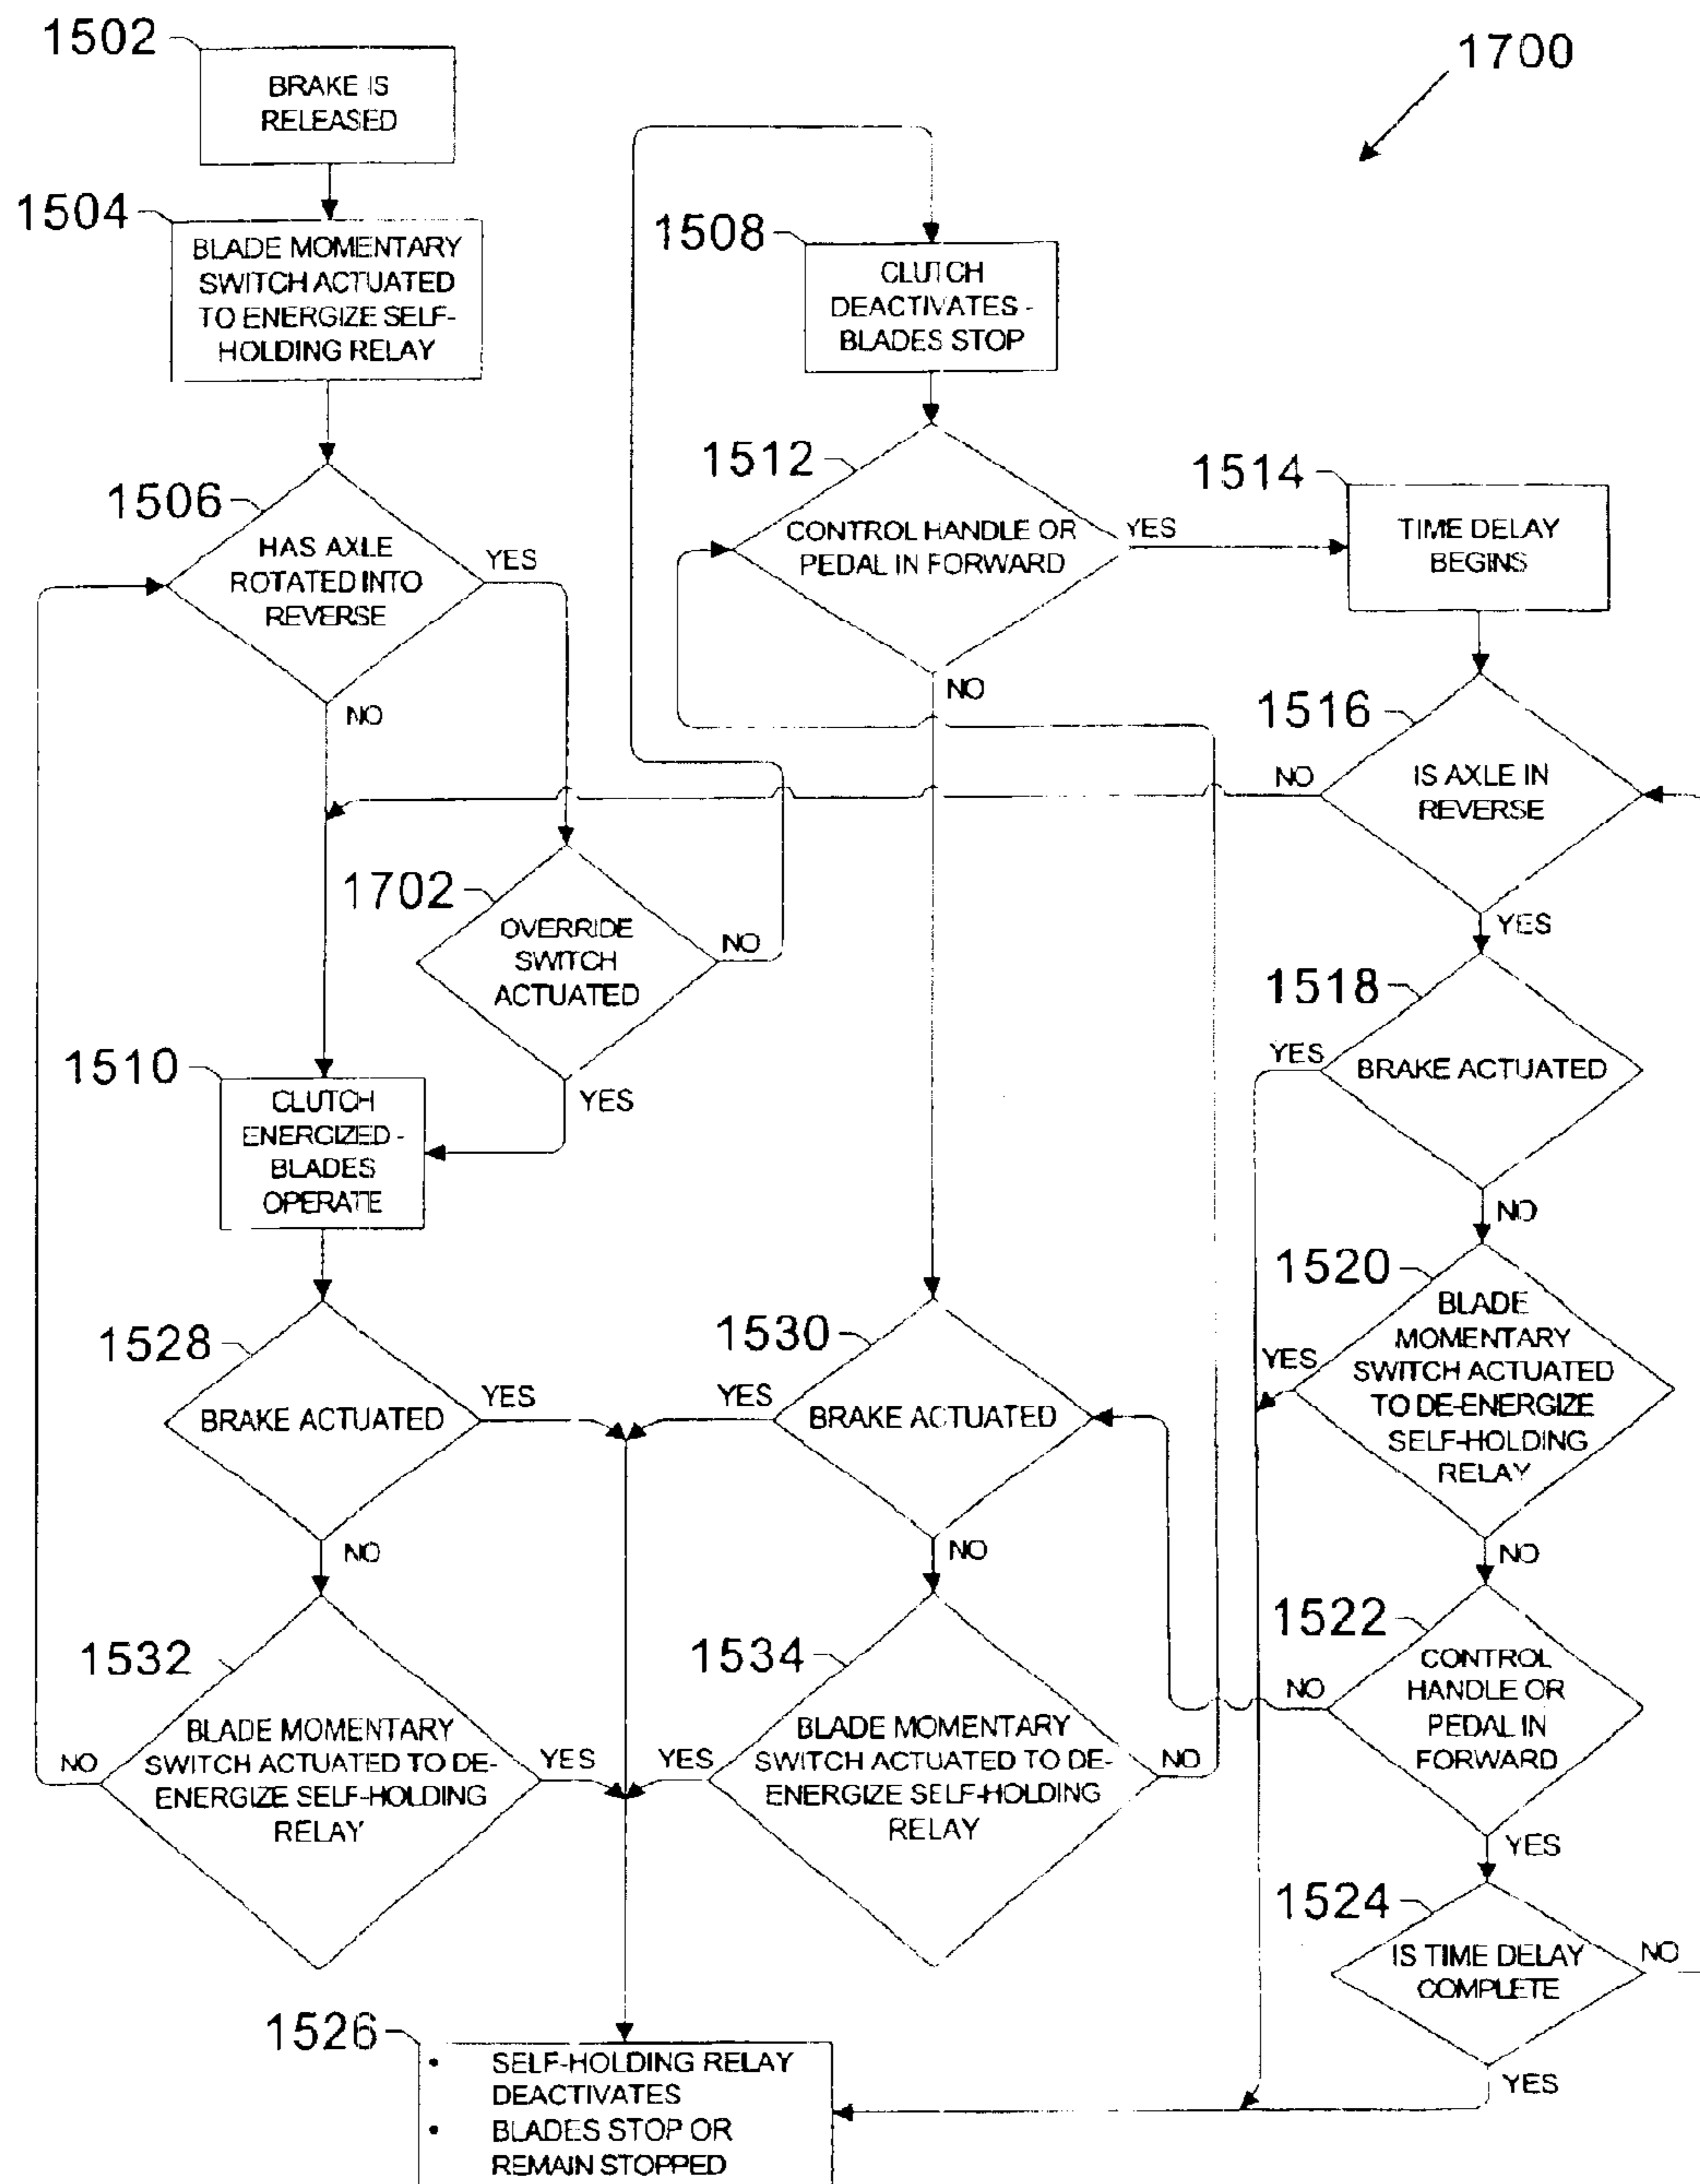 1502
BRAKE IS
RELEASED
1700
1504
BLADE MOMENTARY
SWITCH ACTUATED
TO ENERGIZE SELF-
HOLDING RELAY
1508
CLUTCH
DEACTIVATES -
BLADES STOP
1506
HAS AXLE
ROTATED INTO
REVERSE
YES
NO
1512
CONTROL HANDLE OR
PEDAL IN FORWARD
YES
NO
1514
TIME DELAY
BEGINS
1516
IS AXLE IN
REVERSE
NO
YES
1702
OVERRIDE
SWITCH
ACTUATED
NO
YES
1518
BRAKE ACTUATED
YES
NO
1510
CLUTCH
ENERGIZED -
BLADES
OPERATE
1520
BLADE
MOMENTARY
SWITCH ACTUATED
TO DE-ENERGIZE
SELF-HOLDING
RELAY
YES
NO
1528
BRAKE ACTUATED
YES
NO
1530
BRAKE ACTUATED
YES
NO
1522
CONTROL
HANDLE OR
PEDAL IN
FORWARD
NO
YES
1532
BLADE MOMENTARY
SWITCH ACTUATED TO DE-
ENERGIZE SELF-HOLDING
RELAY
NO
YES
1534
BLADE MOMENTARY
SWITCH ACTUATED TO DE-
ENERGIZE SELF-HOLDING
RELAY
YES
NO
1524
IS TIME DELAY
COMPLETE
NO
YES
1526
• SELF-HOLDING RELAY
DEACTIVATES
• BLADES STOP OR
REMAIN STOPPED